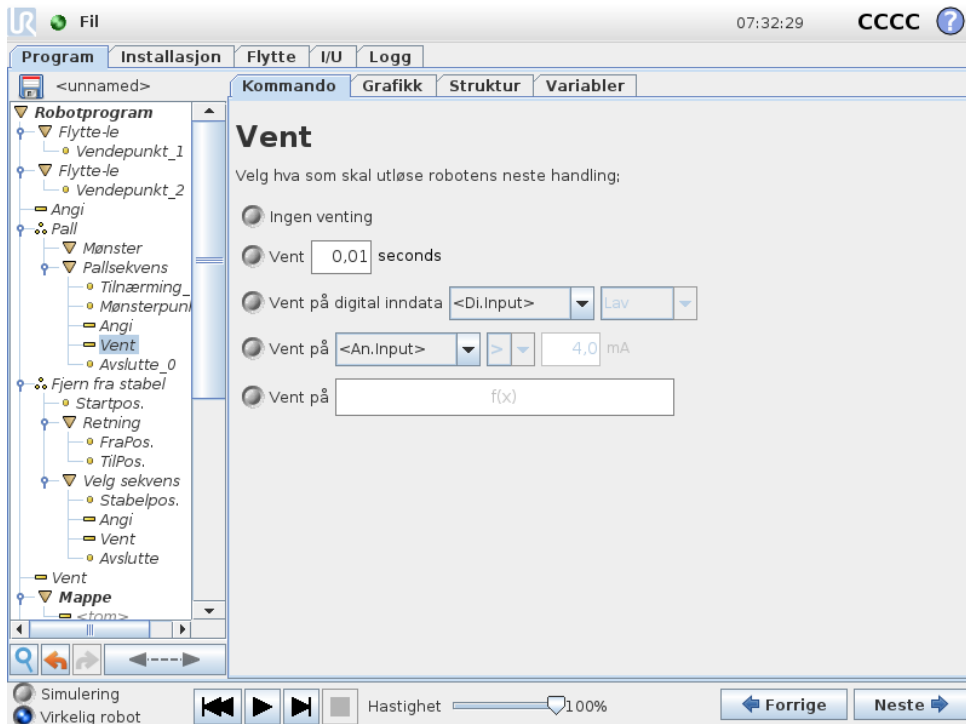 UR Fil 07:32:29 CCCC ?
Program Installasjon Flytte I/U Logg
<unnamed>
Kommando Grafikk Struktur Variabler
Robotprogram
Flytte-le
Vendepunkt_1
Flytte-le
Vendepunkt_2
Angi
Pall
Mønster
Pallsekvens
Tilnærming_
Mønsterpun
Angi
Vent
Avslutte_0
Fjern fra stabel
Startpos.
Retning
FraPos.
TilPos.
Velg sekvens
Stabelpos.
Angi
Vent
Avslutte
Vent
Mappe
<tom>
Vent
Velg hva som skal utløse robotens neste handling;
Ingen venting
Vent 0,01 seconds
Vent på digital inndata <Di.Input> Lav
Vent på <An.Input> > 4,0 mA
Vent på f(x)
Simulering
Virkelig robot
Hastighet 100%
Forrige Neste